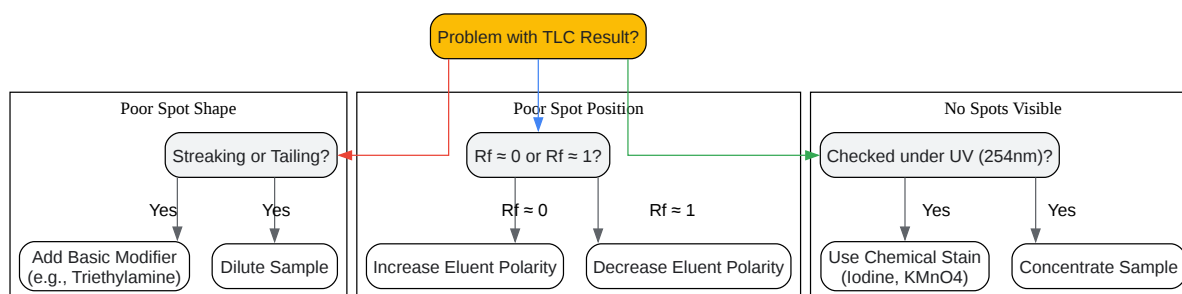 Problem with TLC Result?
Poor Spot Shape
Poor Spot Position
No Spots Visible
Streaking or Tailing?
Rf ≈ 0 or Rf ≈ 1?
Checked under UV (254nm)?
Yes
Yes
Rf ≈ 0
Rf ≈ 1
Yes
Yes
Add Basic Modifier
(e.g., Triethylamine)
Dilute Sample
Increase Eluent Polarity
Decrease Eluent Polarity
Use Chemical Stain
(Iodine, KMnO4)
Concentrate Sample